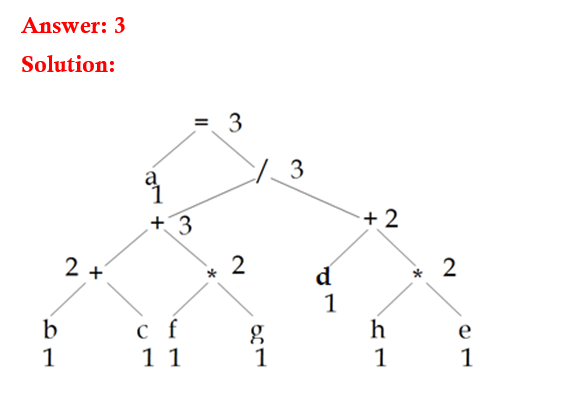 Answer: 3
Solution:
= 3
a / 3
1
+ 3 + 2
2 + * 2 d * 2
1
b c f g h e
1 1 1 1 1 1